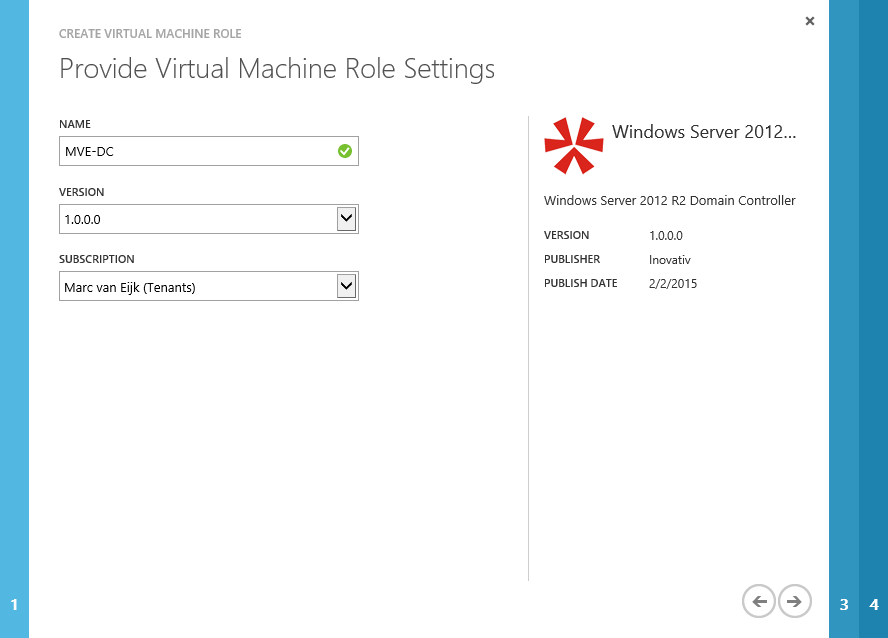 CREATE VIRTUAL MACHINE ROLE
Provide Virtual Machine Role Settings
NAME
MVE-DC
VERSION
1.0.0.0
SUBSCRIPTION
Marc van Eijk (Tenants)
Windows Server 2012...
Windows Server 2012 R2 Domain Controller
VERSION 1.0.0.0
PUBLISHER Inovativ
PUBLISH DATE 2/2/2015
1
3
4